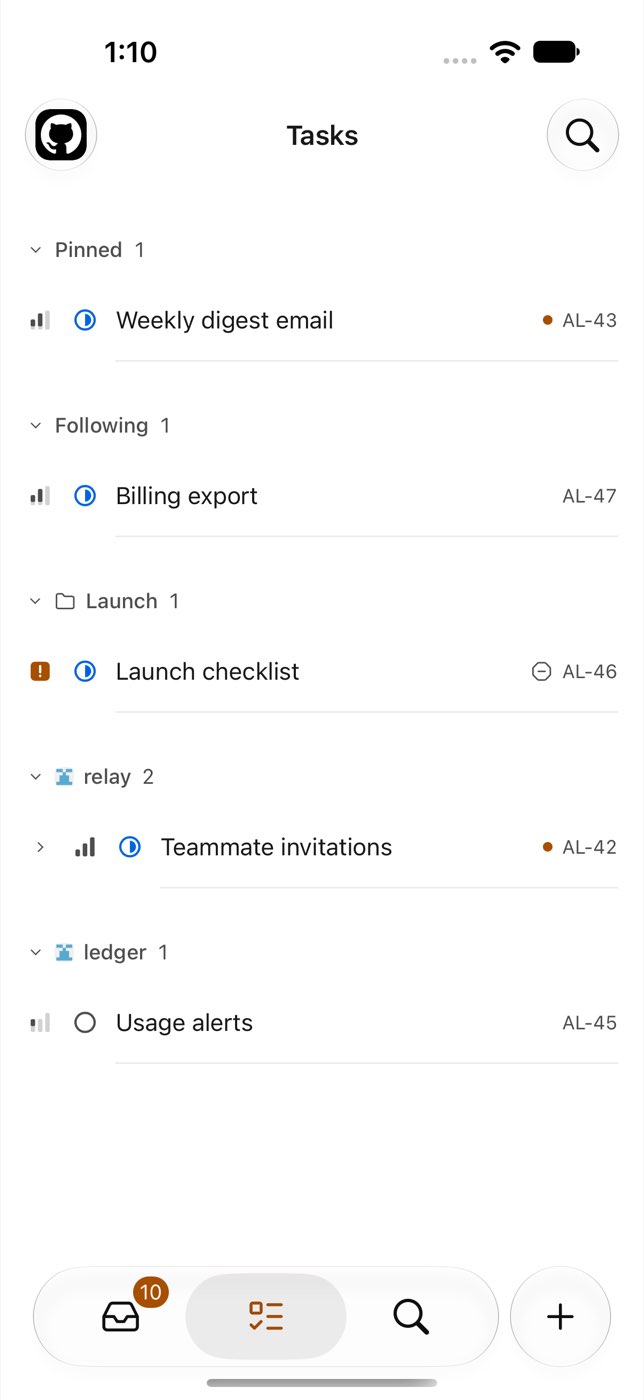 1:10
Tasks
Pinned 1
Weekly digest email AL-43
Following 1
Billing export AL-47
Launch 1
! Launch checklist AL-46
relay 2
Teammate invitations AL-42
ledger 1
Usage alerts AL-45
10